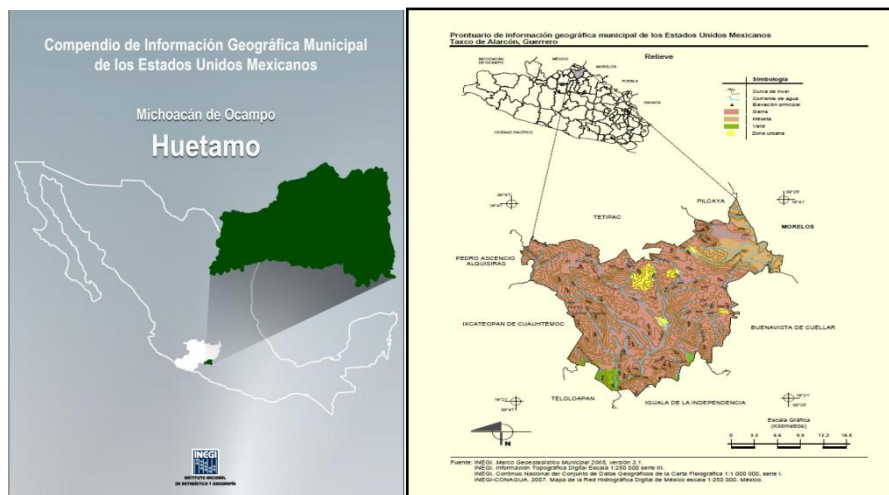 Compendio de Información Geográfica Municipal
de los Estados Unidos Mexicanos
Michoacán de Ocampo
Huetamo
INEGI
INSTITUTO NACIONAL
DE ESTADÍSTICA Y GEOGRAFÍA
Prontuario de información geográfica municipal de los Estados Unidos Mexicanos
Taxco de Alarcón, Guerrero
Relieve
MICHOACÁN
DE OCAMPO
MÉXICO
MORELOS
PUEBLA
OAXACA
OCÉANO PACÍFICO
Simbología
Curva de nivel
Corriente de agua
Elevación principal
Sierra
Meseta
Valle
Zona urbana
PILCAYA
TETIPAC
MORELOS
PEDRO ASCENCIO
ALQUISIRAS
IXCATEOPAN DE CUAUHTÉMOC
BUENAVISTA DE CUELLAR
TELOLOAPAN
IGUALA DE LA INDEPENDENCIA
N
Escala Gráfica
(Kilómetros)
0 3.3 6.6 9.9 13.2 16.5
Fuente: INEGI. Marco Geoestadístico Municipal 2005, versión 3.1.
INEGI. Información Topográfica Digital Escala 1:250 000 serie III.
INEGI. Continuo Nacional del Conjunto de Datos Geográficos de la Carta Fisiográfica 1:1 000 000, serie I.
INEGI-CONAGUA. 2007. Mapa de la Red Hidrográfica Digital de México escala 1:250 000. México.